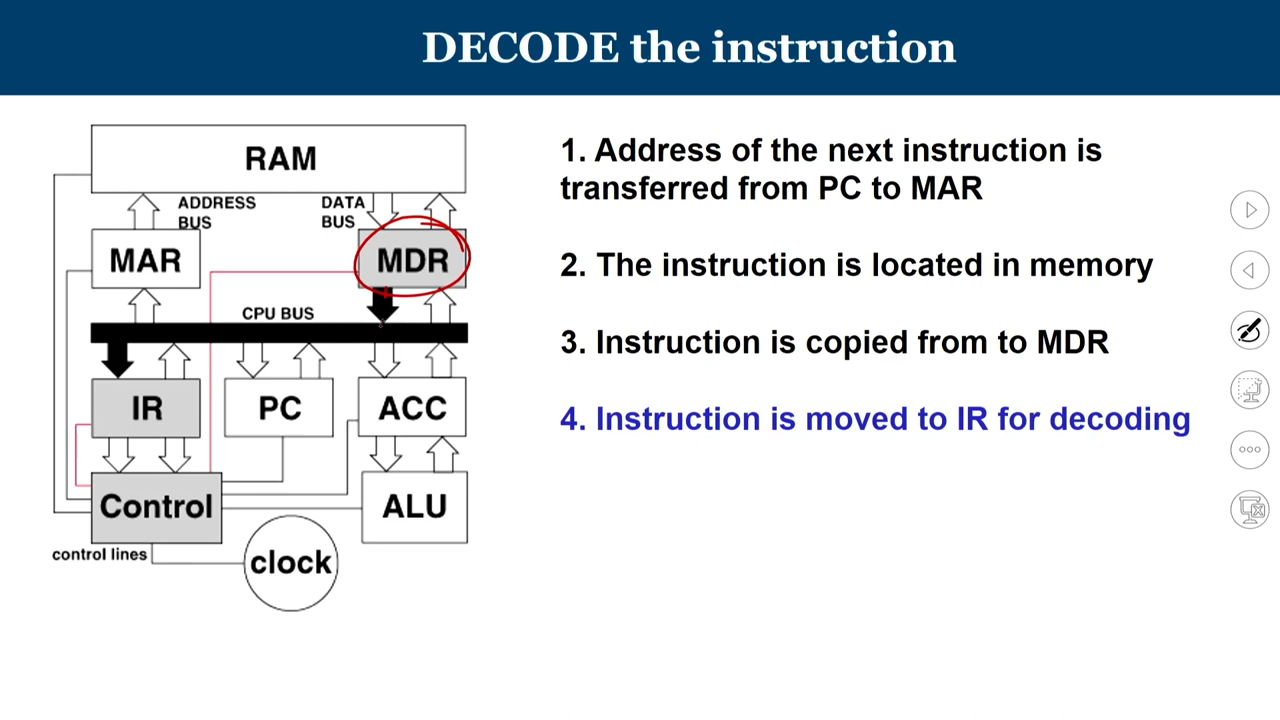 DECODE the instruction
RAM
ADDRESS
BUS
DATA
BUS
MAR
MDR
CPU BUS
IR
PC
ACC
Control
ALU
control lines
clock
1. Address of the next instruction is
transferred from PC to MAR
2. The instruction is located in memory
3. Instruction is copied from to MDR
4. Instruction is moved to IR for decoding